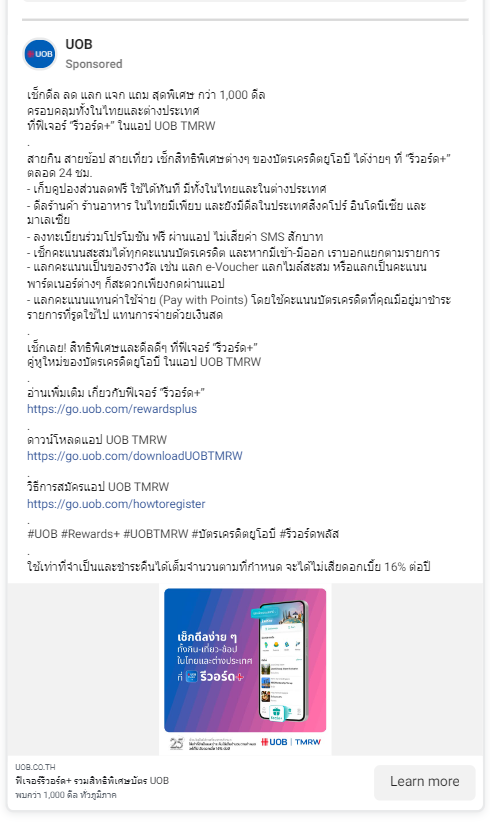 UOB
UOB
Sponsored
เช็กดีล ลด แลก แจก แถม สุดพิเศษ กว่า 1,000 ดีล
ครอบคลุมทั้งในไทยและต่างประเทศ
ที่ฟีเจอร์ “รีวอร์ด+” ในแอป UOB TMRW
.
สายกิน สายช้อป สายเที่ยว เช็กสิทธิพิเศษต่างๆ ของบัตรเครดิตยูโอบี ได้ง่ายๆ ที่ “รีวอร์ด+”
ตลอด 24 ชม.
- เก็บคูปองส่วนลดฟรี ใช้ได้ทันที มีทั้งในไทยและในต่างประเทศ
- ดีลร้านค้า ร้านอาหาร ในไทยมีเพียบ และยังมีดีลในประเทศสิงคโปร์ อินโดนีเซีย และ
มาเลเซีย
- ลงทะเบียนร่วมโปรโมชัน ฟรี ผ่านแอป ไม่เสียค่า SMS สักบาท
- เช็กคะแนนสะสมได้ทุกคะแนนบัตรเครดิต และหากมีเข้า-มีออก เราบอกแยกตามรายการ
- แลกคะแนนเป็นของรางวัล เช่น แลก e-Voucher แลกไมล์สะสม หรือแลกเป็นคะแนน
พาร์ตเนอร์ต่างๆ ก็สะดวกเพียงกดผ่านแอป
- แลกคะแนนแทนค่าใช้จ่าย (Pay with Points) โดยใช้คะแนนบัตรเครดิตที่คุณมีอยู่มาชำระ
รายการที่รูดใช้ไป แทนการจ่ายด้วยเงินสด
.
เช็กเลย! สิทธิพิเศษและดีลดีๆ ที่ฟีเจอร์ “รีวอร์ด+”
คู่หูใหม่ของบัตรเครดิตยูโอบี ในแอป UOB TMRW
.
อ่านเพิ่มเติม เกี่ยวกับฟีเจอร์ “รีวอร์ด+”
https://go.uob.com/rewardsplus
.
ดาวน์โหลดแอป UOB TMRW
https://go.uob.com/downloadUOBTMRW
.
วิธีการสมัครแอป UOB TMRW
https://go.uob.com/howtoregister
.
#UOB #Rewards+ #UOBTMRW #บัตรเครดิตยูโอบี #รีวอร์ดพลัส
.
ใช้เท่าที่จำเป็นและชำระคืนได้เต็มจำนวนตามที่กำหนด จะได้ไม่เสียดอกเบี้ย 16% ต่อปี
เช็กดีลง่าย ๆ
ทั้งกิน-เที่ยว-ช้อป
ในไทยและต่างประเทศ
ที่ รีวอร์ด+
25
UOB | TMRW
UOB.CO.TH
ฟีเจอร์รีวอร์ด+ รวมสิทธิพิเศษบัตร UOB
พบกว่า 1,000 ดีล ทั่วภูมิภาค
Learn more